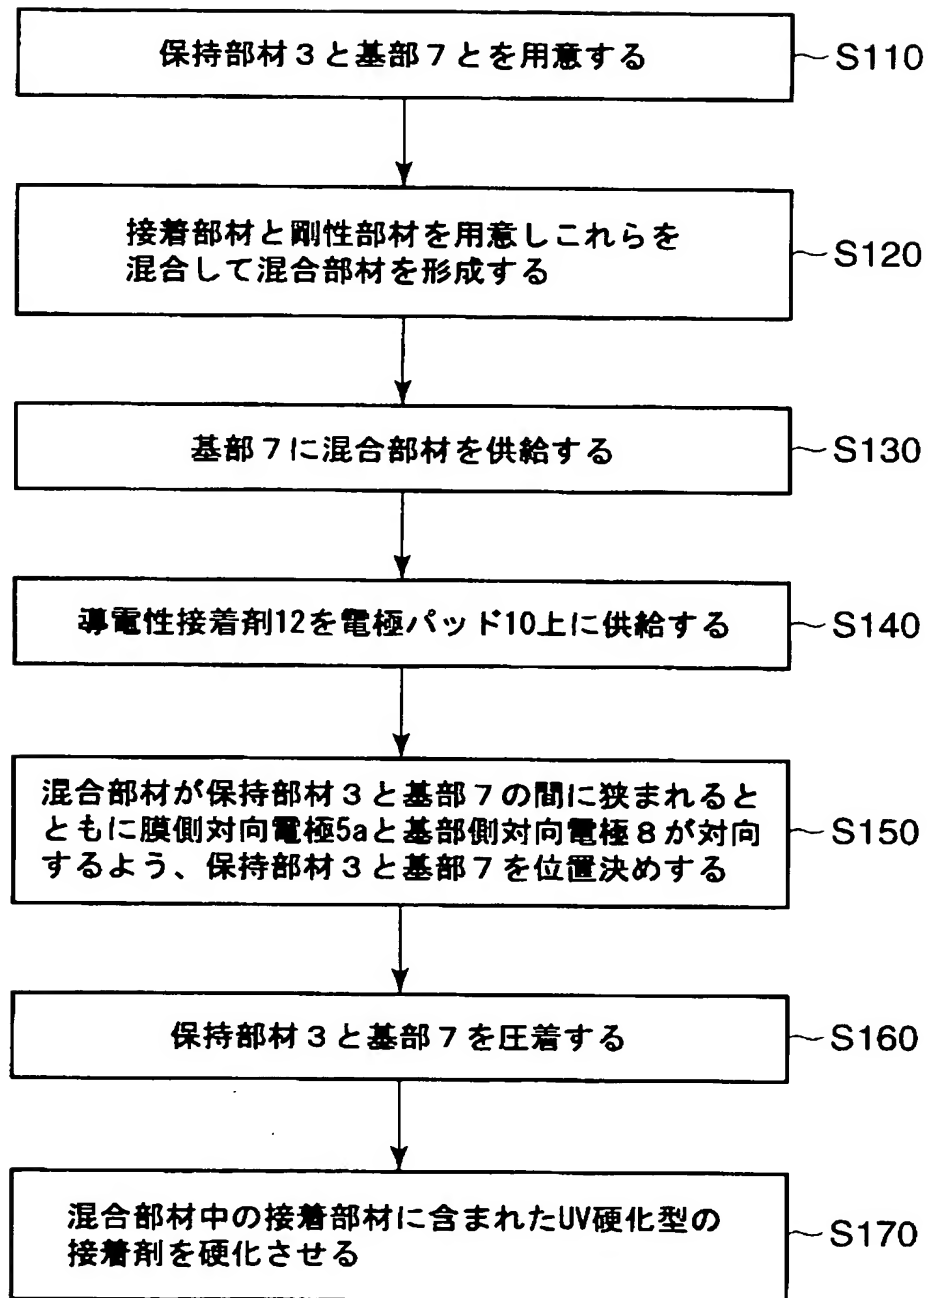 保持部材３と基部７とを用意する
S110
接着部材と剛性部材を用意しこれらを
混合して混合部材を形成する
S120
基部７に混合部材を供給する
S130
導電性接着剤12を電極パッド10上に供給する
S140
混合部材が保持部材３と基部７の間に狭まれると
ともに膜側対向電極5aと基部側対向電極８が対向
するよう、保持部材３と基部７を位置決めする
S150
保持部材３と基部７を圧着する
S160
混合部材中の接着部材に含まれたUV硬化型の
接着剤を硬化させる
S170